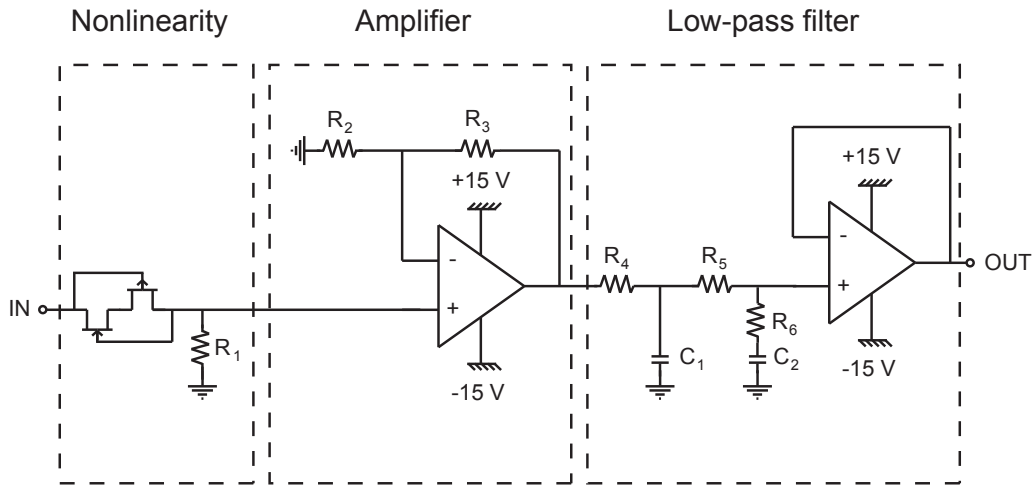 Nonlinearity
Amplifier
Low-pass filter
R2
R3
+15 V
-
+
-15 V
IN
R1
R4
R5
R6
C1
C2
+15 V
-
+
-15 V
OUT